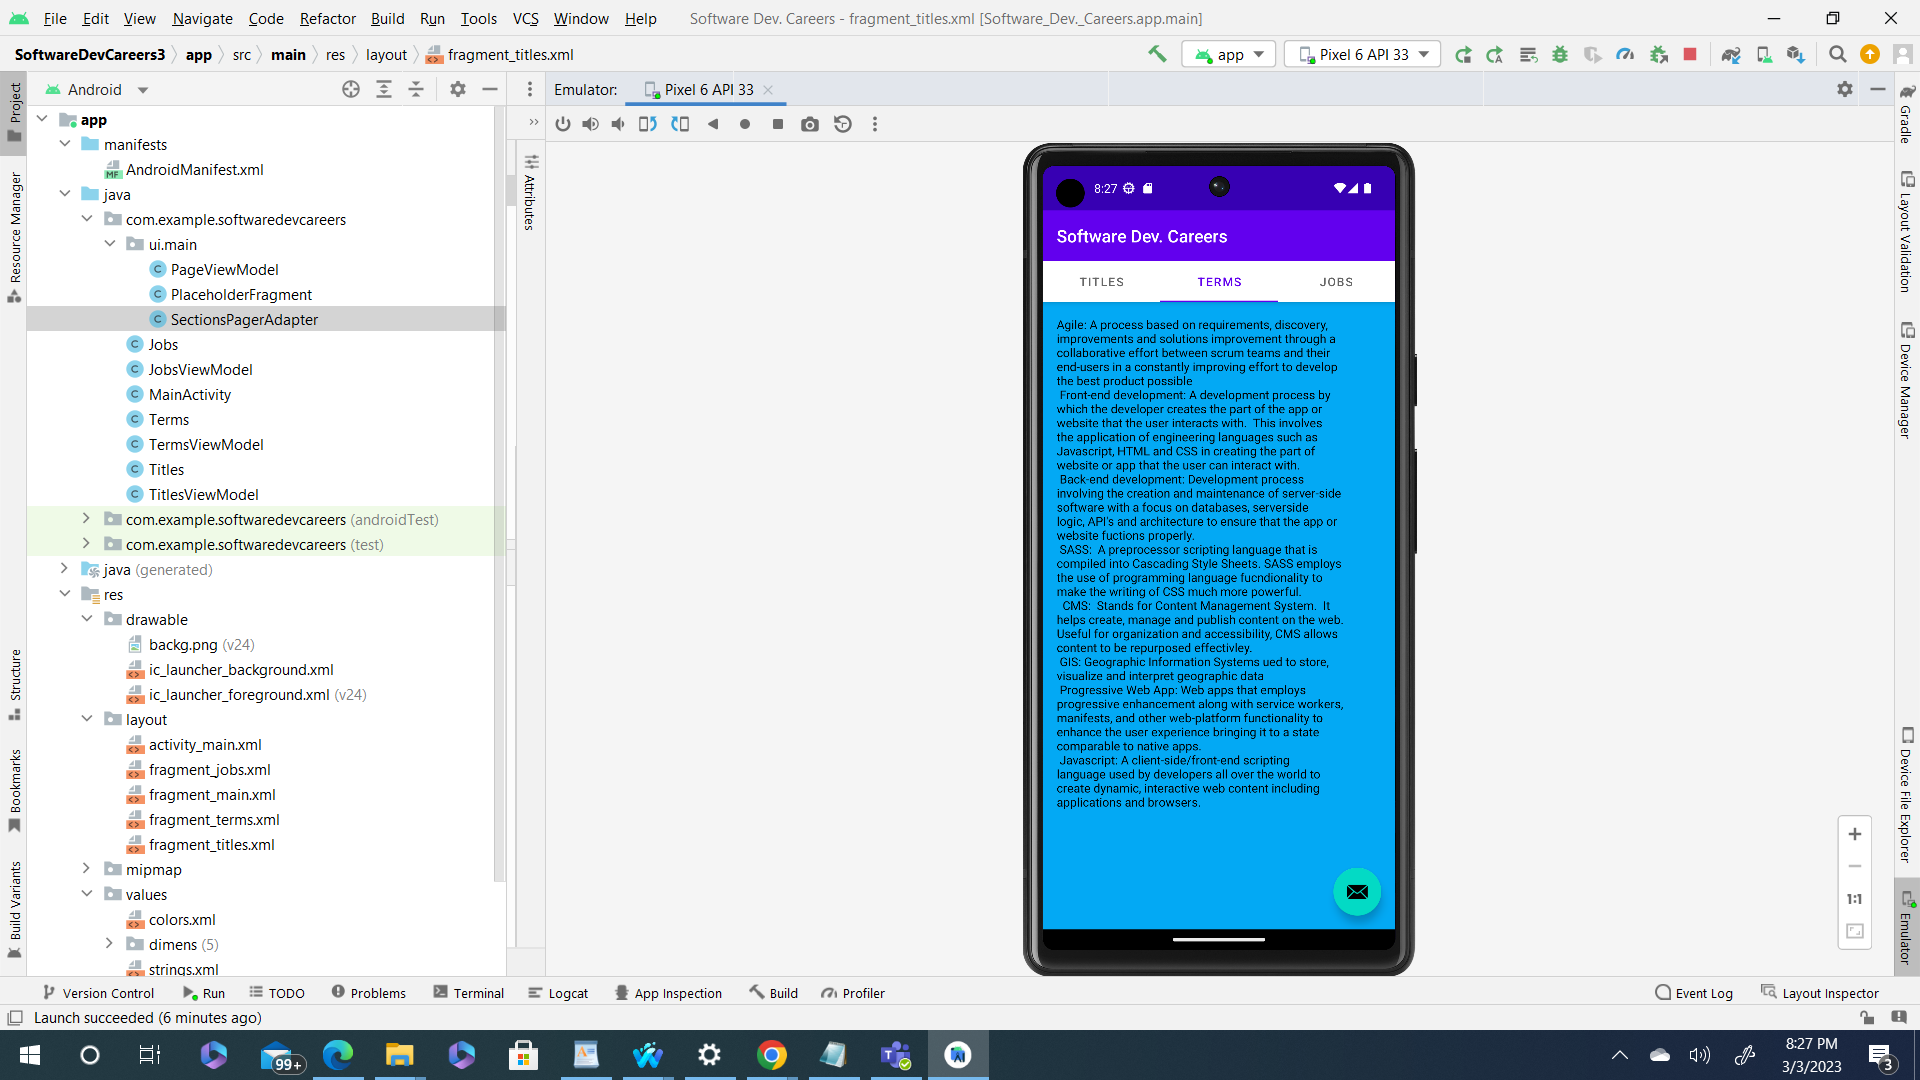 File Edit View Navigate Code Refactor Build Run Tools VCS Window Help Software Dev. Careers - fragment_titles.xml [Software_Dev._Careers.app.main]
SoftwareDevCareers3 app src main res layout fragment_titles.xml app Pixel 6 API 33
Android
Emulator: Pixel 6 API 33
Project
Resource Manager
Structure
Bookmarks
Build Variants
app
manifests
AndroidManifest.xml
java
com.example.softwaredevcareers
ui.main
PageViewModel
PlaceholderFragment
SectionsPagerAdapter
Jobs
JobsViewModel
MainActivity
Terms
TermsViewModel
Titles
TitlesViewModel
com.example.softwaredevcareers (androidTest)
com.example.softwaredevcareers (test)
java (generated)
res
drawable
backg.png (v24)
ic_launcher_background.xml
ic_launcher_foreground.xml (v24)
layout
activity_main.xml
fragment_jobs.xml
fragment_main.xml
fragment_terms.xml
fragment_titles.xml
mipmap
values
colors.xml
dimens (5)
strings.xml
Attributes
8:27
Software Dev. Careers
TITLES TERMS JOBS
Agile: A process based on requirements, discovery,
improvements and solutions improvement through a
collaborative effort between scrum teams and their
end-users in a constantly improving effort to develop
the best product possible
Front-end development: A development process by
which the developer creates the part of the app or
website that the user interacts with. This involves
the application of engineering languages such as
Javascript, HTML and CSS in creating the part of
website or app that the user can interact with.
Back-end development: Development process
involving the creation and maintenance of server-side
software with a focus on databases, serverside
logic, API's and architecture to ensure that the app or
website fuctions properly.
SASS: A preprocessor scripting language that is
compiled into Cascading Style Sheets. SASS employs
the use of programming language fucndionality to
make the writing of CSS much more powerful.
CMS: Stands for Content Management System. It
helps create, manage and publish content on the web.
Useful for organization and accessibility, CMS allows
content to be repurposed effectivley.
GIS: Geographic Information Systems ued to store,
visualize and interpret geographic data
Progressive Web App: Web apps that employs
progressive enhancement along with service workers,
manifests, and other web-platform functionality to
enhance the user experience bringing it to a state
comparable to native apps.
Javascript: A client-side/front-end scripting
language used by developers all over the world to
create dynamic, interactive web content including
applications and browsers.
1:1
Gradle
Layout Validation
Device Manager
Device File Explorer
Emulator
Version Control Run TODO Problems Terminal Logcat App Inspection Build Profiler Event Log Layout Inspector
Launch succeeded (6 minutes ago)
99+
8:27 PM
3/3/2023
3